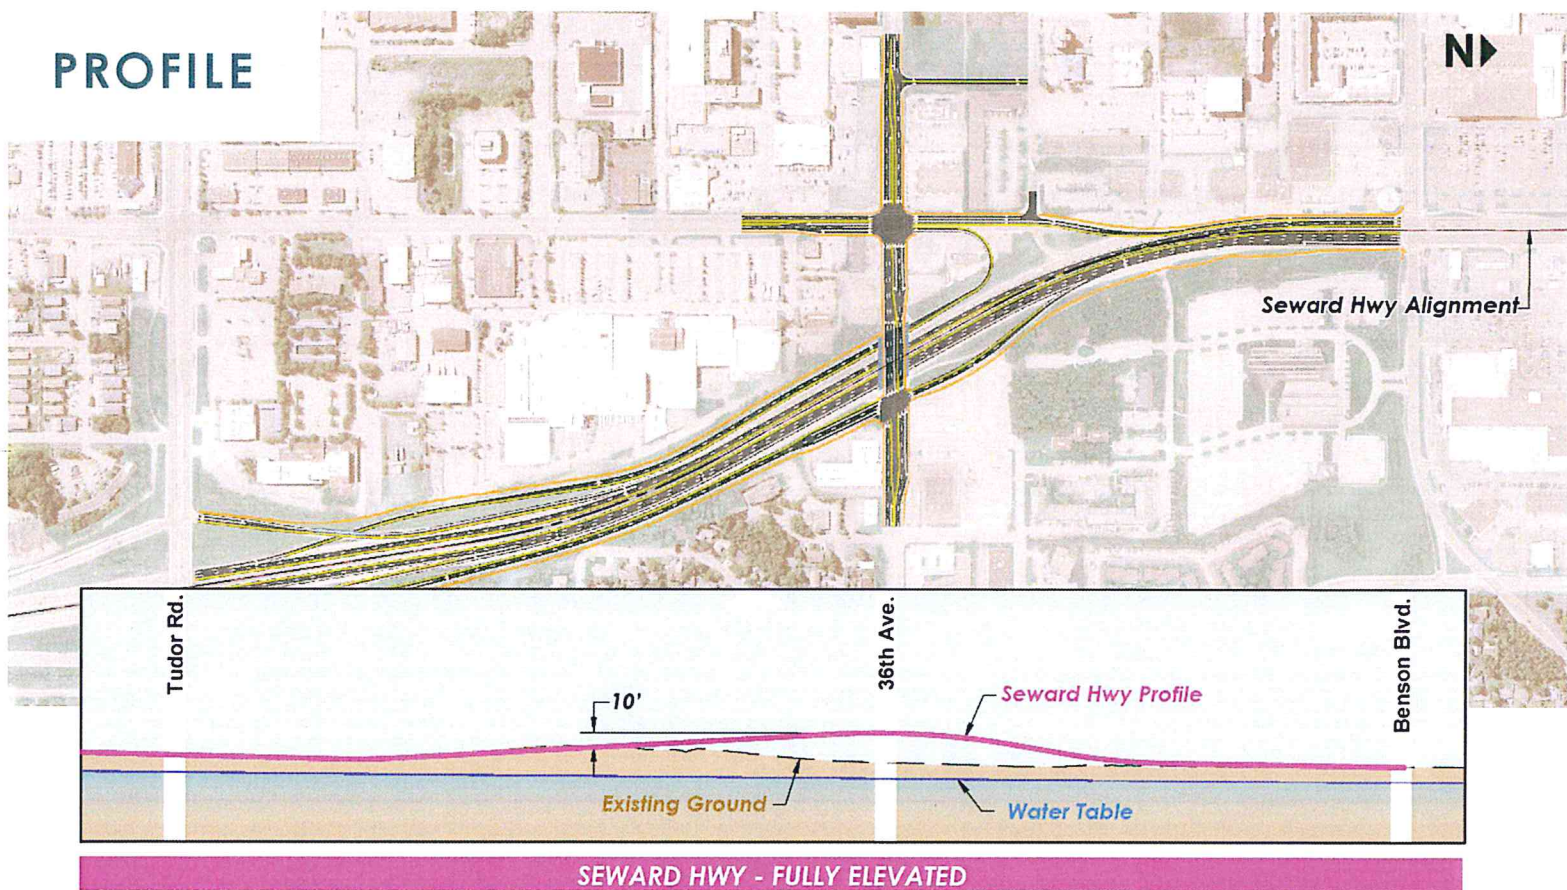 PROFILE
N
Seward Hwy Alignment
Tudor Rd.
36th Ave.
Benson Blvd.
10'
Seward Hwy Profile
Existing Ground
Water Table
SEWARD HWY - FULLY ELEVATED